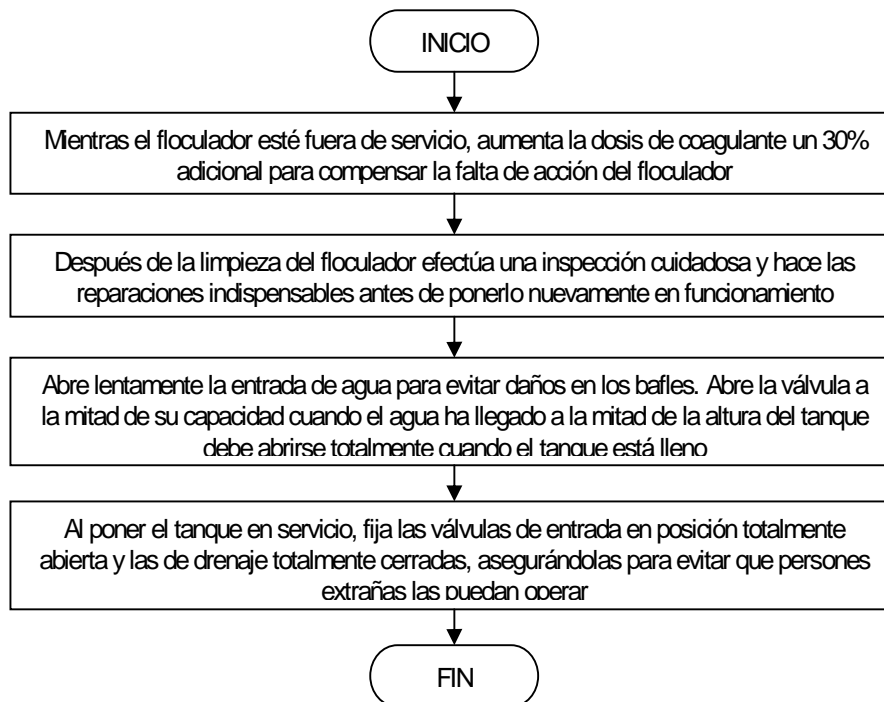 INICIO
Mientras el floculador esté fuera de servicio, aumenta la dosis de coagulante un 30%
adicional para compensar la falta de acción del floculador
Después de la limpieza del floculador efectúa una inspección cuidadosa y hace las
reparaciones indispensables antes de ponerlo nuevamente en funcionamiento
Abre lentamente la entrada de agua para evitar daños en los bafles. Abre la válvula a
la mitad de su capacidad cuando el agua ha llegado a la mitad de la altura del tanque
debe abrirse totalmente cuando el tanque está lleno
Al poner el tanque en servicio, fija las válvulas de entrada en posición totalmente
abierta y las de drenaje totalmente cerradas, asegurándolas para evitar que persones
extrañas las puedan operar
FIN